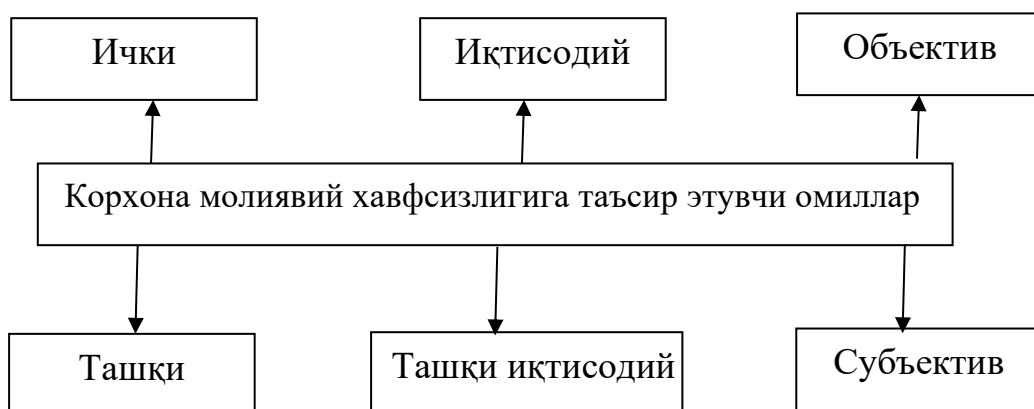 Ички
Иқтисодий
Объектив
Корхона молиявий хавфсизлигига таъсир этувчи омиллар
Ташқи
Ташқи иқтисодий
Субъектив